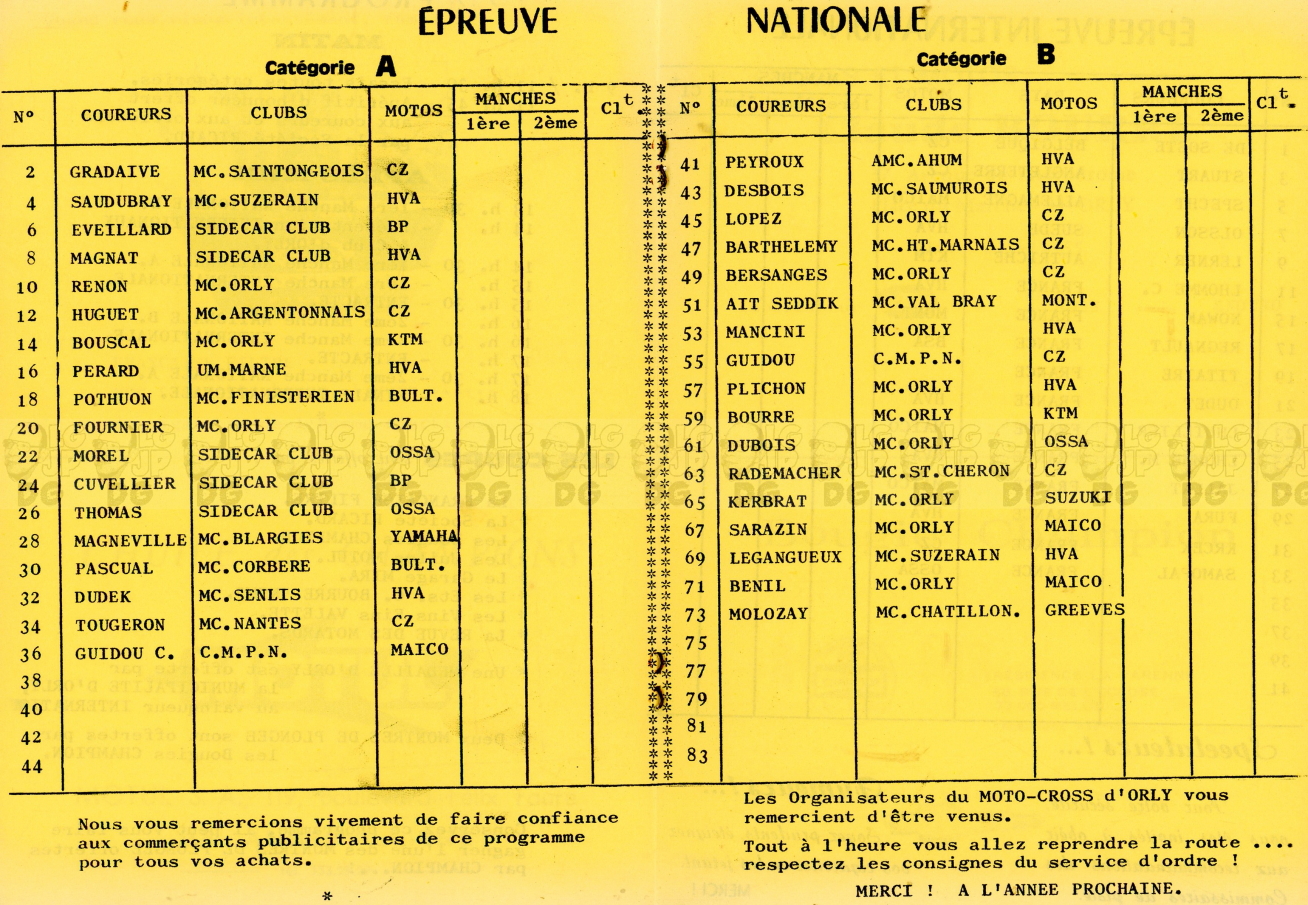 ÉPREUVE NATIONALE
Catégorie A
N° COUREURS CLUBS MOTOS MANCHES Clt.
1ère 2ème
2 GRADAIVE MC.SAINTONGEOIS CZ
4 SAUDUBRAY MC.SUZERAIN HVA
6 EVEILLARD SIDECAR CLUB BP
8 MAGNAT SIDECAR CLUB HVA
10 RENON MC.ORLY CZ
12 HUGUET MC.ARGENTONNAIS CZ
14 BOUSCAL MC.ORLY KTM
16 PERARD UM.MARNE HVA
18 POTHUON MC.FINISTERIEN BULT.
20 FOURNIER MC.ORLY CZ
22 MOREL SIDECAR CLUB OSSA
24 CUVELLIER SIDECAR CLUB BP
26 THOMAS SIDECAR CLUB OSSA
28 MAGNEVILLE MC.BLARGIES YAMAHA
30 PASCUAL MC.CORBERE BULT.
32 DUDEK MC.SENLIS HVA
34 TOUGERON MC.NANTES CZ
36 GUIDOU C. C.M.P.N. MAICO
38
40
42
44
Nous vous remercions vivement de faire confiance
aux commerçants publicitaires de ce programme
pour tous vos achats.
*
Catégorie B
N° COUREURS CLUBS MOTOS MANCHES Clt.
1ère 2ème
41 PEYROUX AMC.AHUM HVA
43 DESBOIS MC.SAUMUROIS HVA
45 LOPEZ MC.ORLY CZ
47 BARTHELEMY MC.HT.MARNAIS CZ
49 BERSANGES MC.ORLY CZ
51 AIT SEDDIK MC.VAL BRAY MONT.
53 MANCINI MC.ORLY HVA
55 GUIDOU C.M.P.N. CZ
57 PLICHON MC.ORLY HVA
59 BOURRE MC.ORLY KTM
61 DUBOIS MC.ORLY OSSA
63 RADEMACHER MC.ST.CHERON CZ
65 KERBRAT MC.ORLY SUZUKI
67 SARAZIN MC.ORLY MAICO
69 LEGANGUEUX MC.SUZERAIN HVA
71 BENIL MC.ORLY MAICO
73 MOLOZAY MC.CHATILLON. GREEVES
75
77
79
81
83
Les Organisateurs du MOTO-CROSS d'ORLY vous
remercient d'être venus.
Tout à l'heure vous allez reprendre la route ....
respectez les consignes du service d'ordre !
MERCI ! A L'ANNEE PROCHAINE.